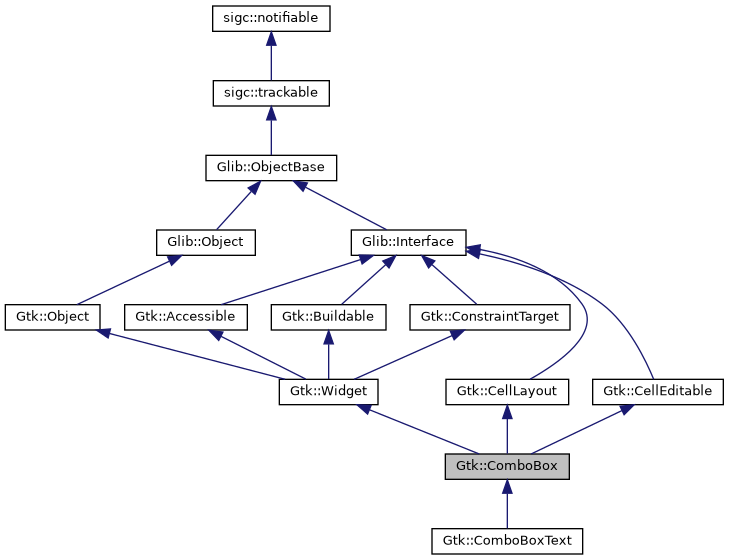 sigc::notifiable
sigc::trackable
Glib::ObjectBase
Glib::Object
Glib::Interface
Gtk::Object
Gtk::Accessible
Gtk::Buildable
Gtk::ConstraintTarget
Gtk::Widget
Gtk::CellLayout
Gtk::CellEditable
Gtk::ComboBox
Gtk::ComboBoxText